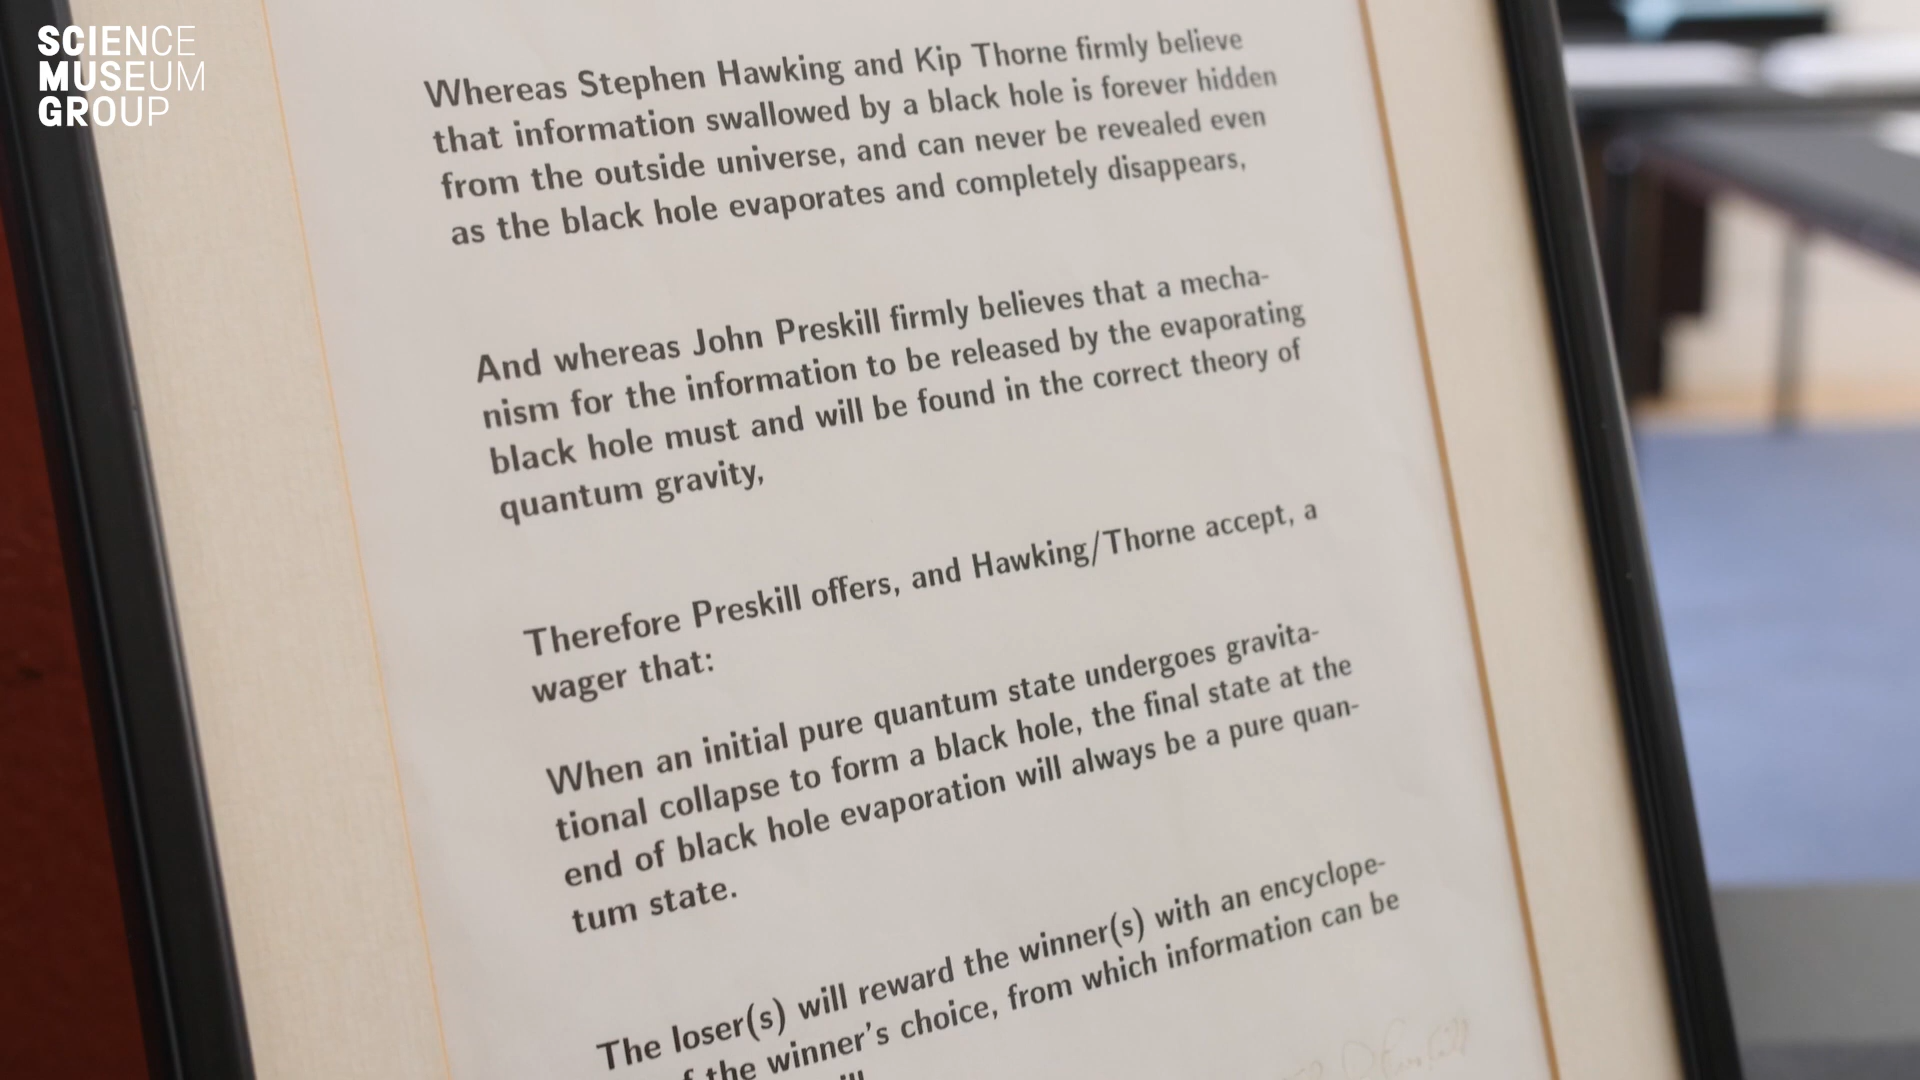 SCIENCE
MUSEUM
GROUP
Whereas Stephen Hawking and Kip Thorne firmly believe
that information swallowed by a black hole is forever hidden
from the outside universe, and can never be revealed even
as the black hole evaporates and completely disappears,
And whereas John Preskill firmly believes that a mecha-
nism for the information to be released by the evaporating
black hole must and will be found in the correct theory of
quantum gravity,
Therefore Preskill offers, and Hawking/Thorne accept, a
wager that:
When an initial pure quantum state undergoes gravita-
tional collapse to form a black hole, the final state at the
end of black hole evaporation will always be a pure quan-
tum state.
The loser(s) will reward the winner(s) with an encyclope-
the winner's choice, from which information can be